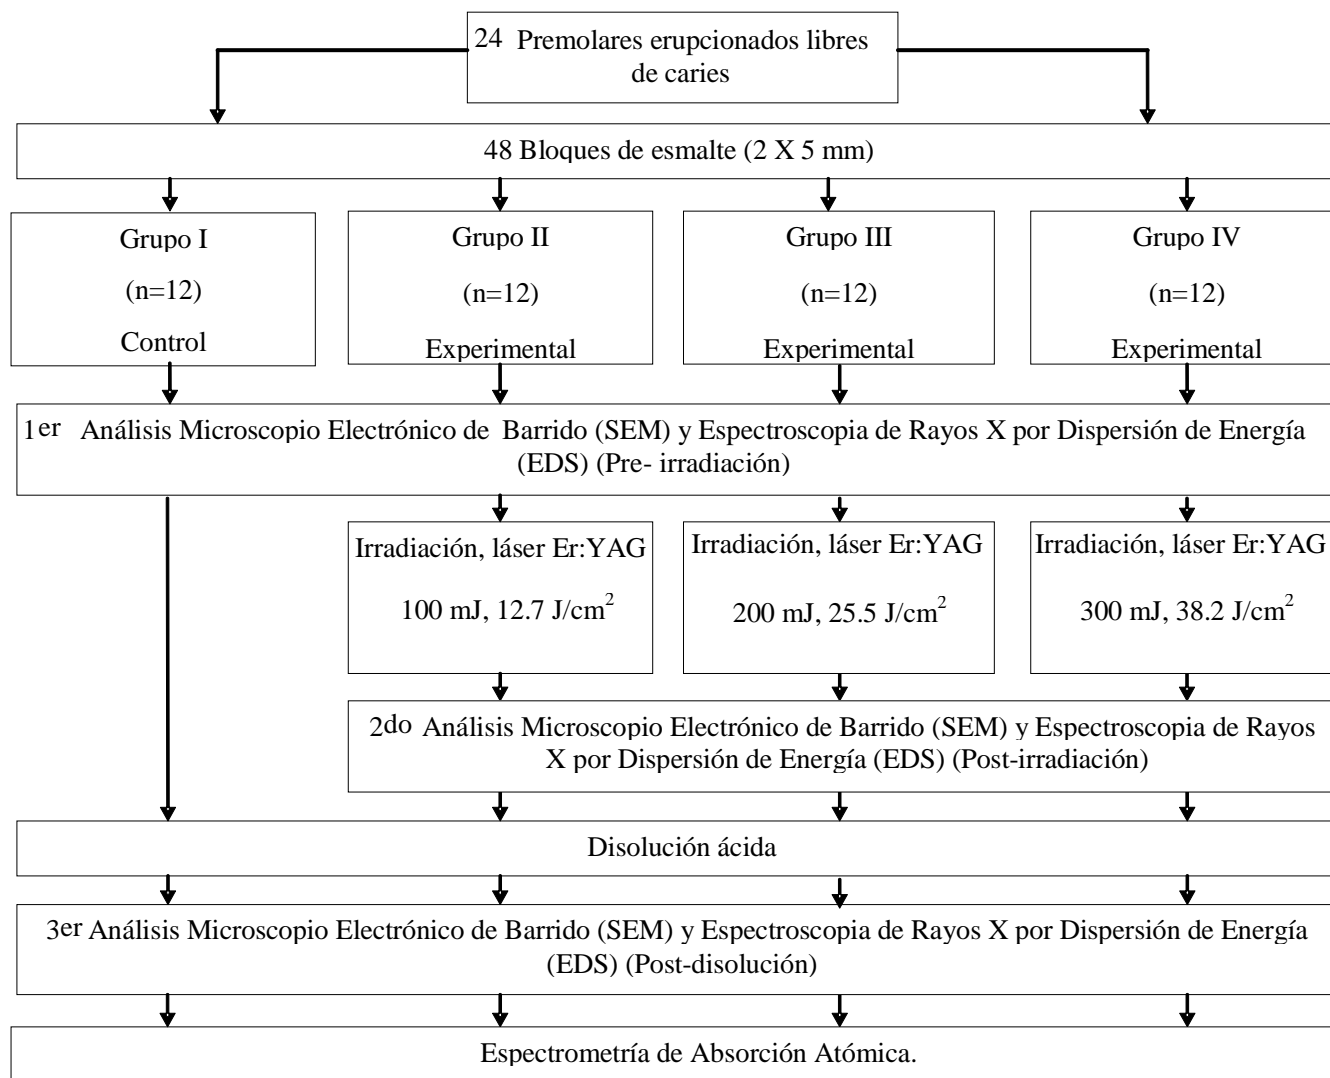 24 Premolares erupcionados libres
de caries
48 Bloques de esmalte (2 X 5 mm)
Grupo I
(n=12)
Control
Grupo II
(n=12)
Experimental
Grupo III
(n=12)
Experimental
Grupo IV
(n=12)
Experimental
1er Análisis Microscopio Electrónico de Barrido (SEM) y Espectroscopia de Rayos X por Dispersión de Energía
(EDS) (Pre- irradiación)
Irradiación, láser Er:YAG
100 mJ, 12.7 J/cm²
Irradiación, láser Er:YAG
200 mJ, 25.5 J/cm²
Irradiación, láser Er:YAG
300 mJ, 38.2 J/cm²
2do Análisis Microscopio Electrónico de Barrido (SEM) y Espectroscopia de Rayos
X por Dispersión de Energía (EDS) (Post-irradiación)
Disolución ácida
3er Análisis Microscopio Electrónico de Barrido (SEM) y Espectroscopia de Rayos X por Dispersión de Energía
(EDS) (Post-disolución)
Espectrometría de Absorción Atómica.